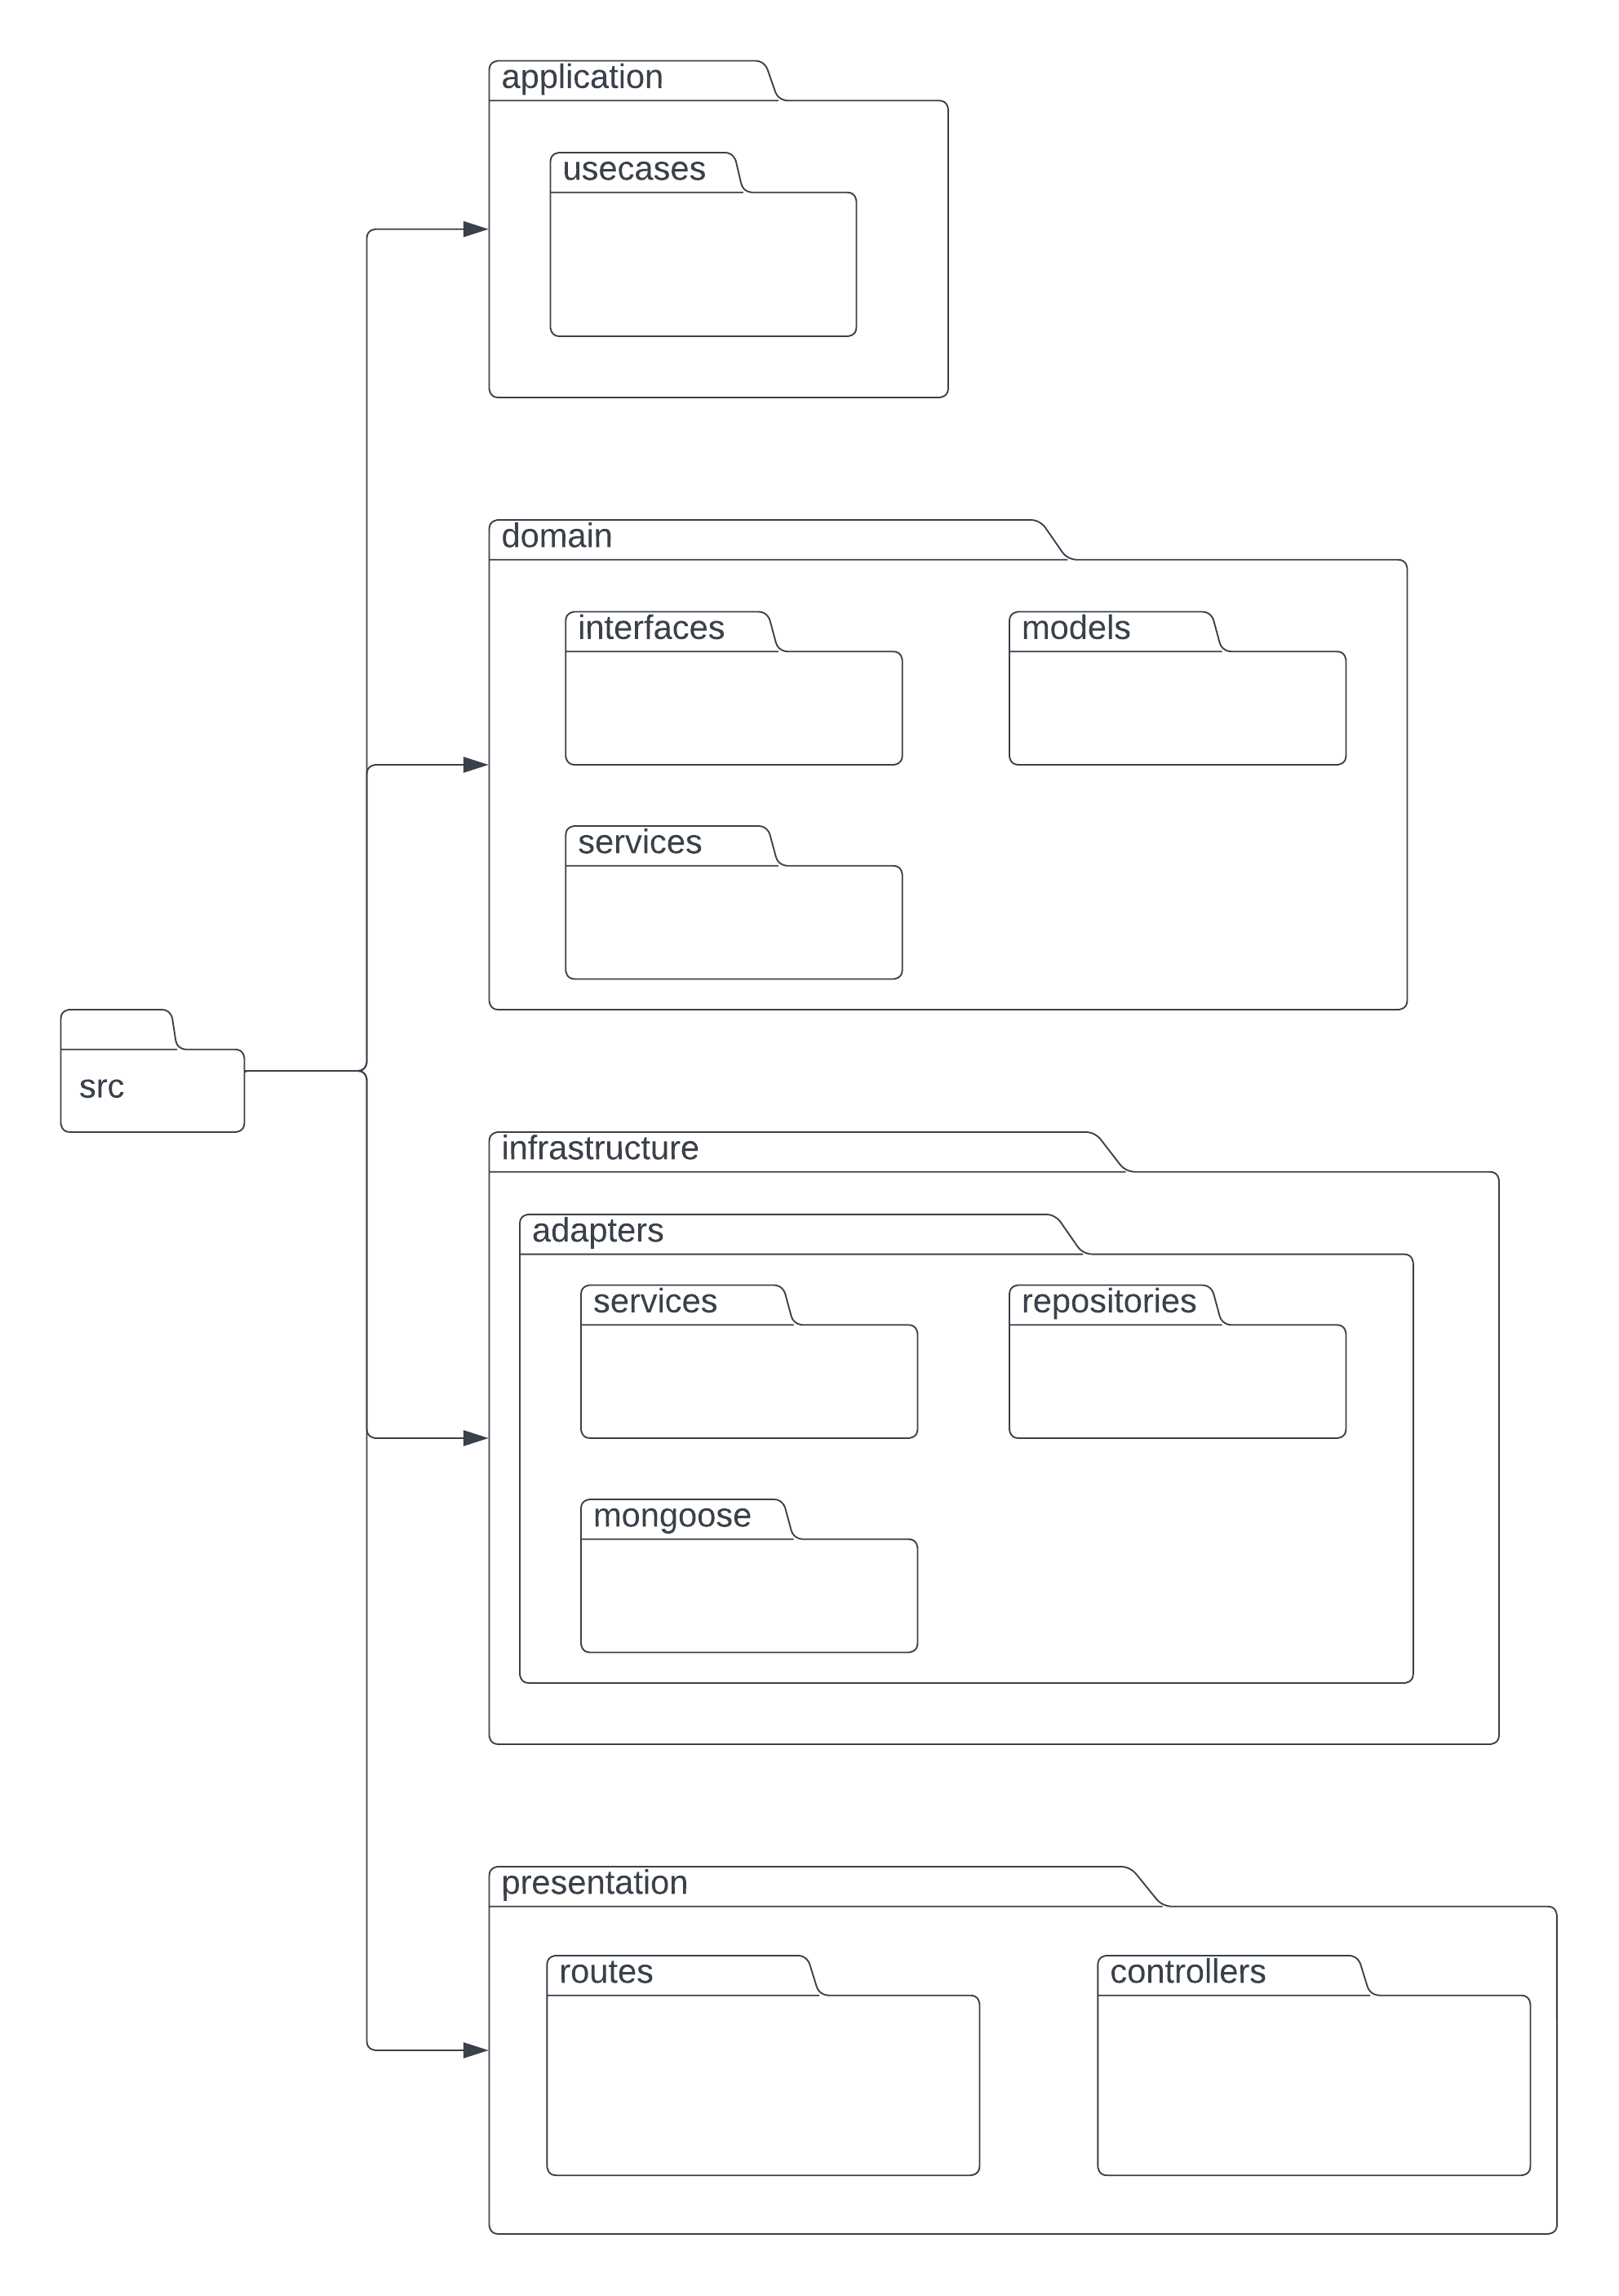 application
usecases
domain
interfaces
models
services
src
infrastructure
adapters
services
repositories
mongoose
presentation
routes
controllers